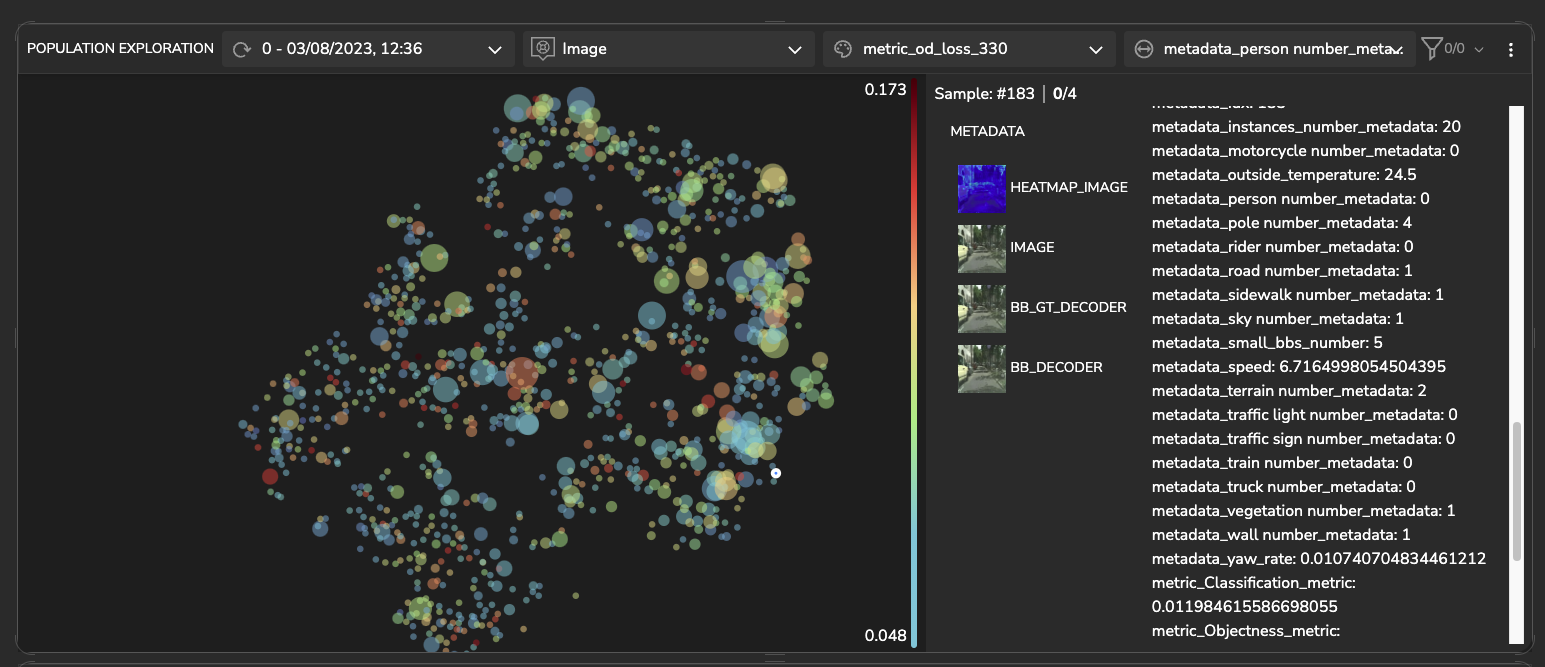 POPULATION EXPLORATION
0 - 03/08/2023, 12:36
Image
metric_od_loss_330
metadata_person number_meta...
0/0
0.173
0.048
Sample: #183 | 0/4
METADATA
HEATMAP_IMAGE
IMAGE
BB_GT_DECODER
BB_DECODER
metadata_instances_number_metadata: 20
metadata_motorcycle number_metadata: 0
metadata_outside_temperature: 24.5
metadata_person number_metadata: 0
metadata_pole number_metadata: 4
metadata_rider number_metadata: 0
metadata_road number_metadata: 1
metadata_sidewalk number_metadata: 1
metadata_sky number_metadata: 1
metadata_small_bbs_number: 5
metadata_speed: 6.7164998054504395
metadata_terrain number_metadata: 2
metadata_traffic light number_metadata: 0
metadata_traffic sign number_metadata: 0
metadata_train number_metadata: 0
metadata_truck number_metadata: 0
metadata_vegetation number_metadata: 1
metadata_wall number_metadata: 1
metadata_yaw_rate: 0.010740704834461212
metric_Classification_metric:
0.011984615586698055
metric_Objectness_metric: